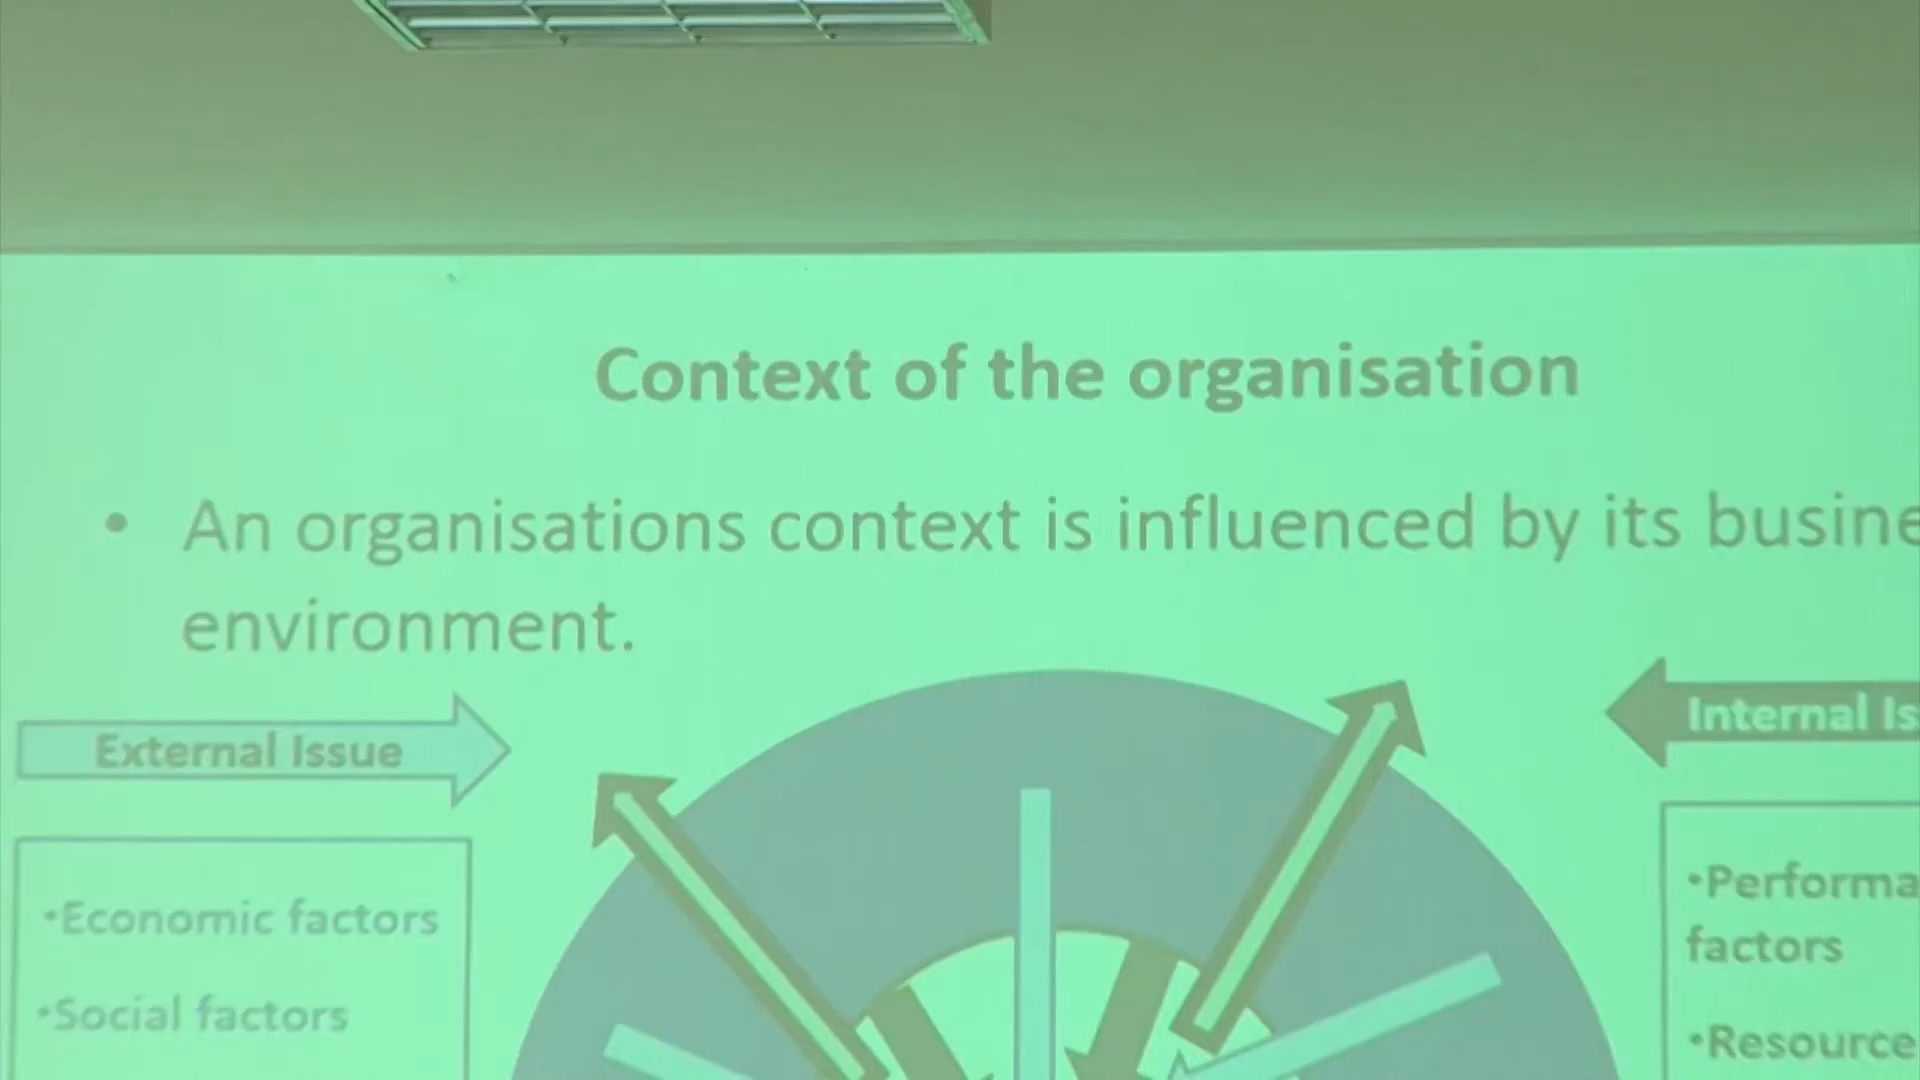 Context of the organisation
• An organisations context is influenced by its busine
environment.
External Issue
•Economic factors
•Social factors
Internal Is
•Performa
factors
•Resource